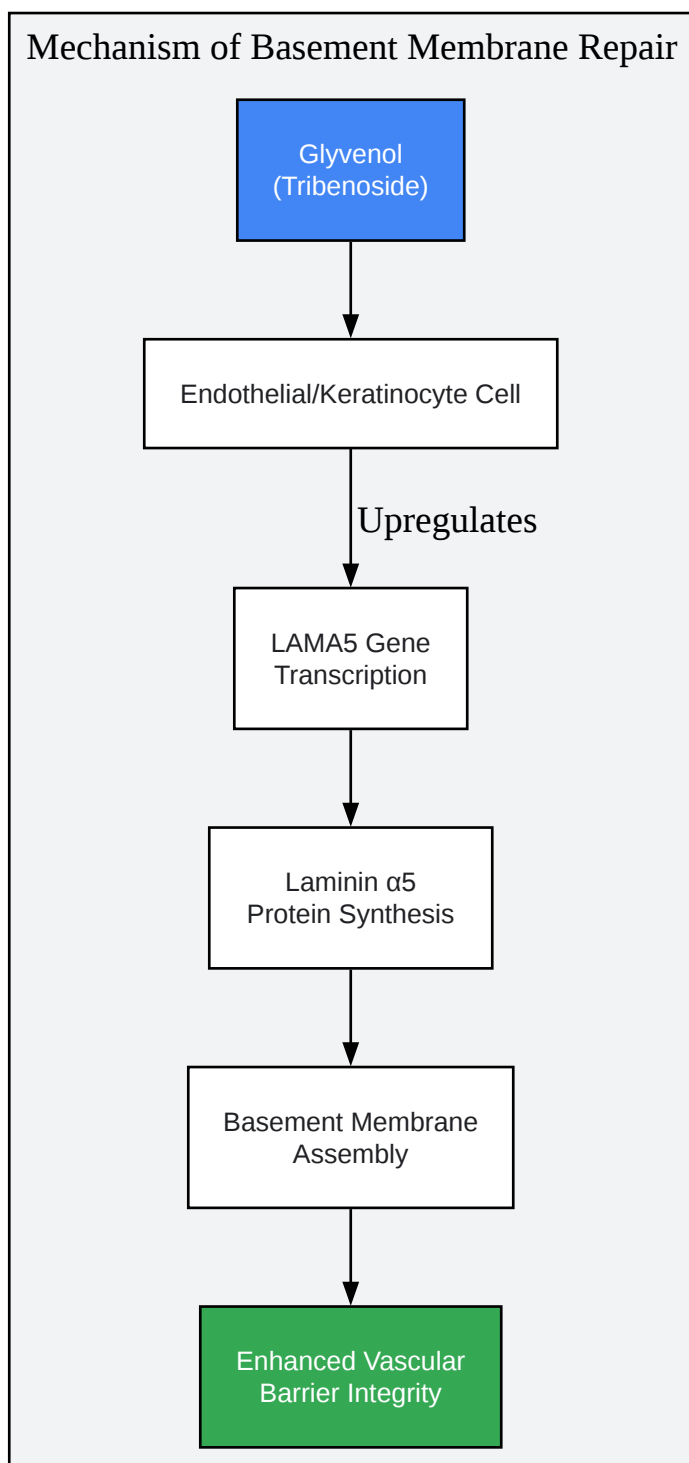 Mechanism of Basement Membrane Repair
Glyvenol
(Tribenoside)
Endothelial/Keratinocyte Cell
Upregulates
LAMA5 Gene
Transcription
Laminin α5
Protein Synthesis
Basement Membrane
Assembly
Enhanced Vascular
Barrier Integrity